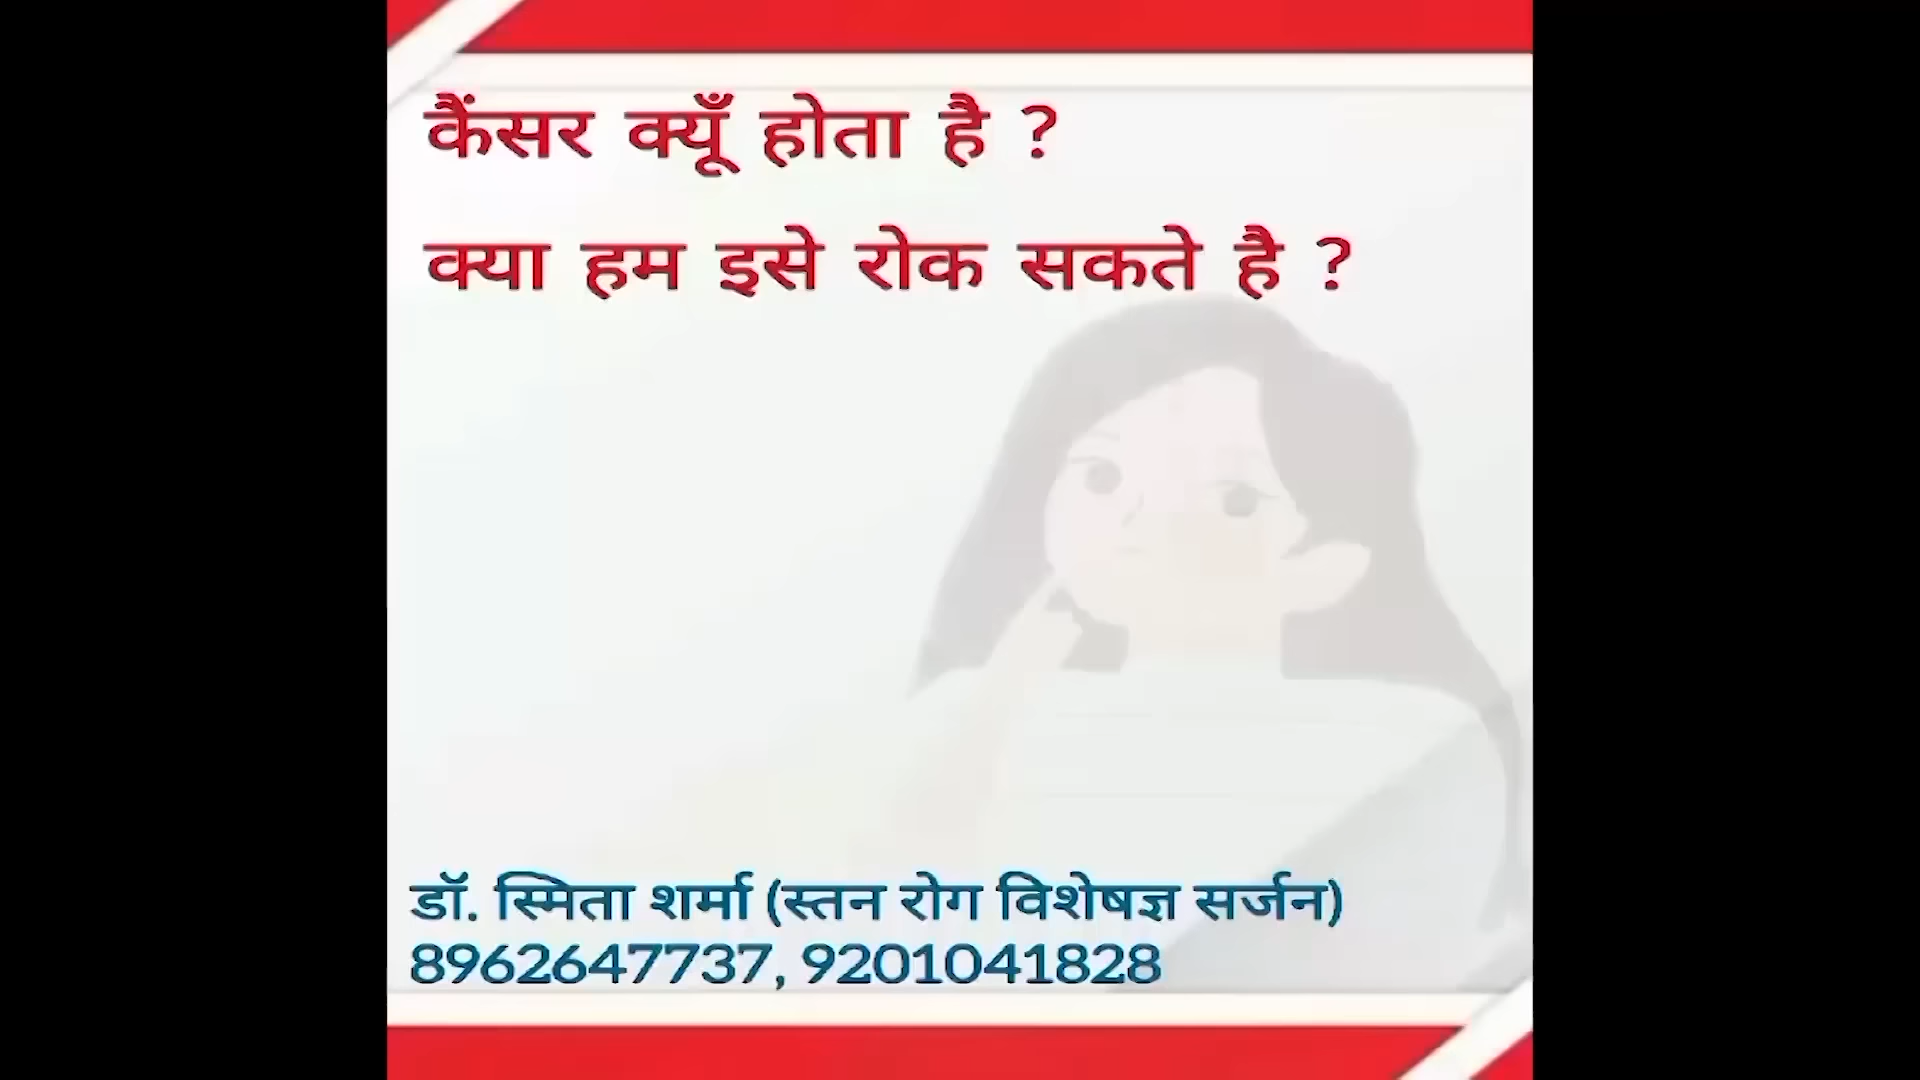 कैंसर क्यूँ होता है ?
क्या हम इसे रोक सकते है ?
डॉ. स्मिता शर्मा (स्तन रोग विशेषज्ञ सर्जन)
8962647737, 9201041828